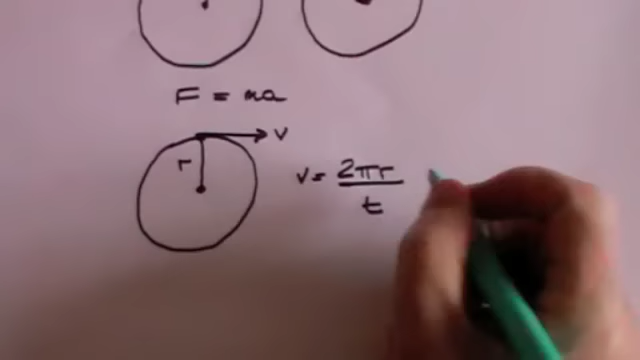 F = ma
v
r
v = 2πr / t